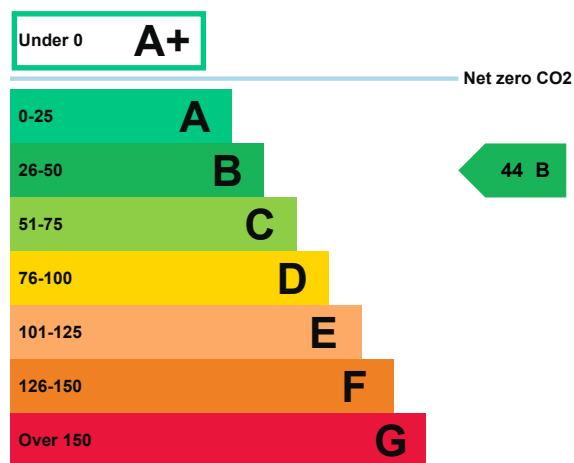 Under 0 A+
Net zero CO2
0-25 A
26-50 B
44 B
51-75 C
76-100 D
101-125 E
126-150 F
Over 150 G